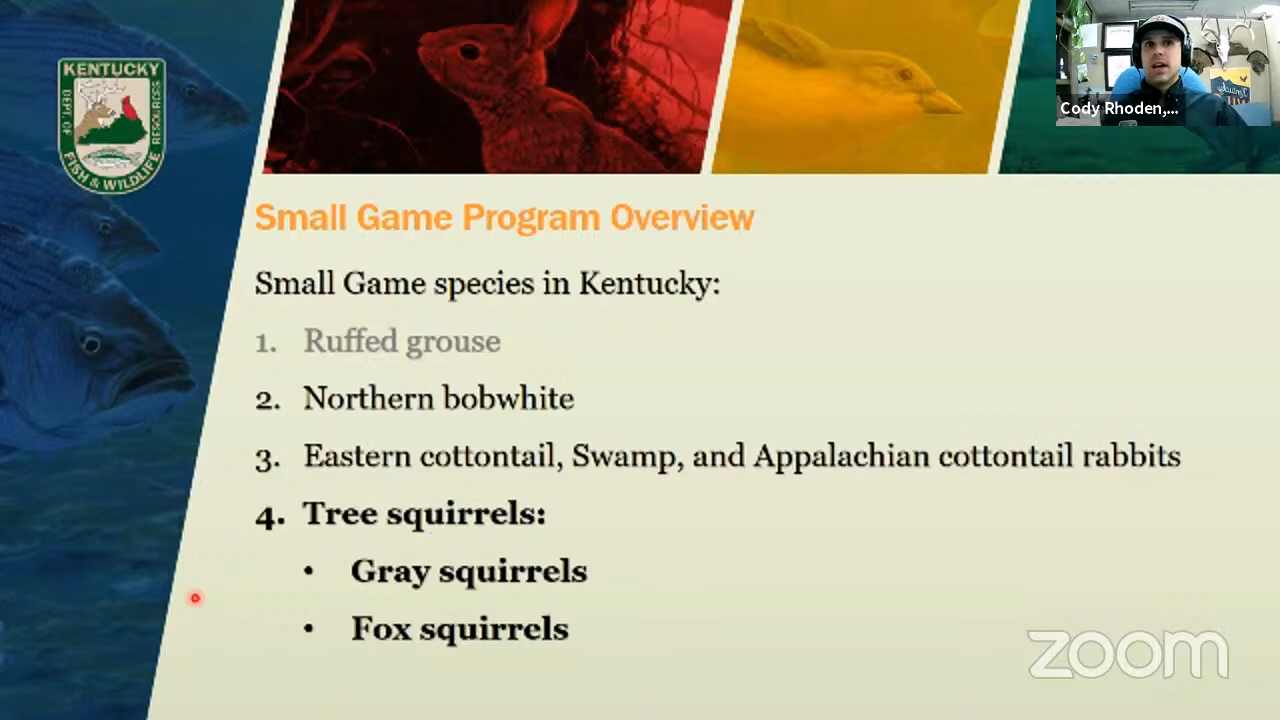 KENTUCKY
DEPT. OF
RESOURCES
FISH & WILDLIFE
Cody Rhoden,...
Small Game Program Overview
Small Game species in Kentucky:
1. Ruffed grouse
2. Northern bobwhite
3. Eastern cottontail, Swamp, and Appalachian cottontail rabbits
4. Tree squirrels:
• Gray squirrels
• Fox squirrels
zoom